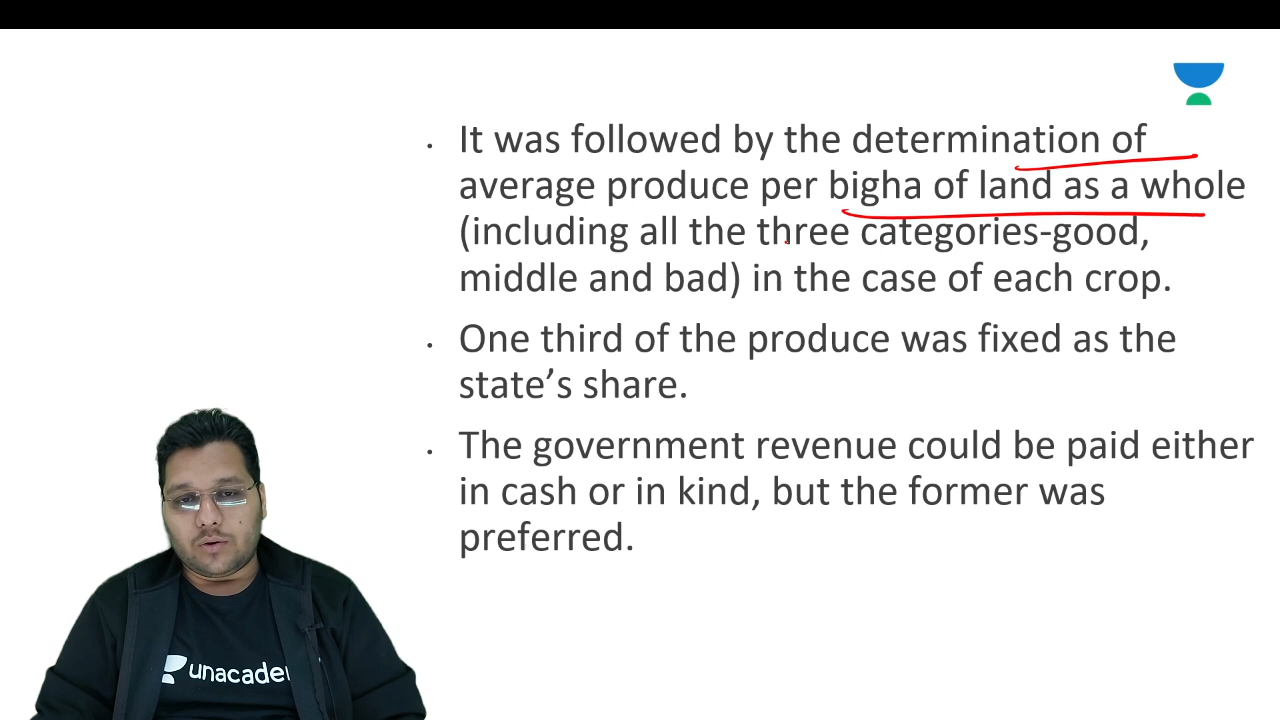 • It was followed by the determination of
average produce per bigha of land as a whole
(including all the three categories-good,
middle and bad) in the case of each crop.
• One third of the produce was fixed as the
state’s share.
• The government revenue could be paid either
in cash or in kind, but the former was
preferred.